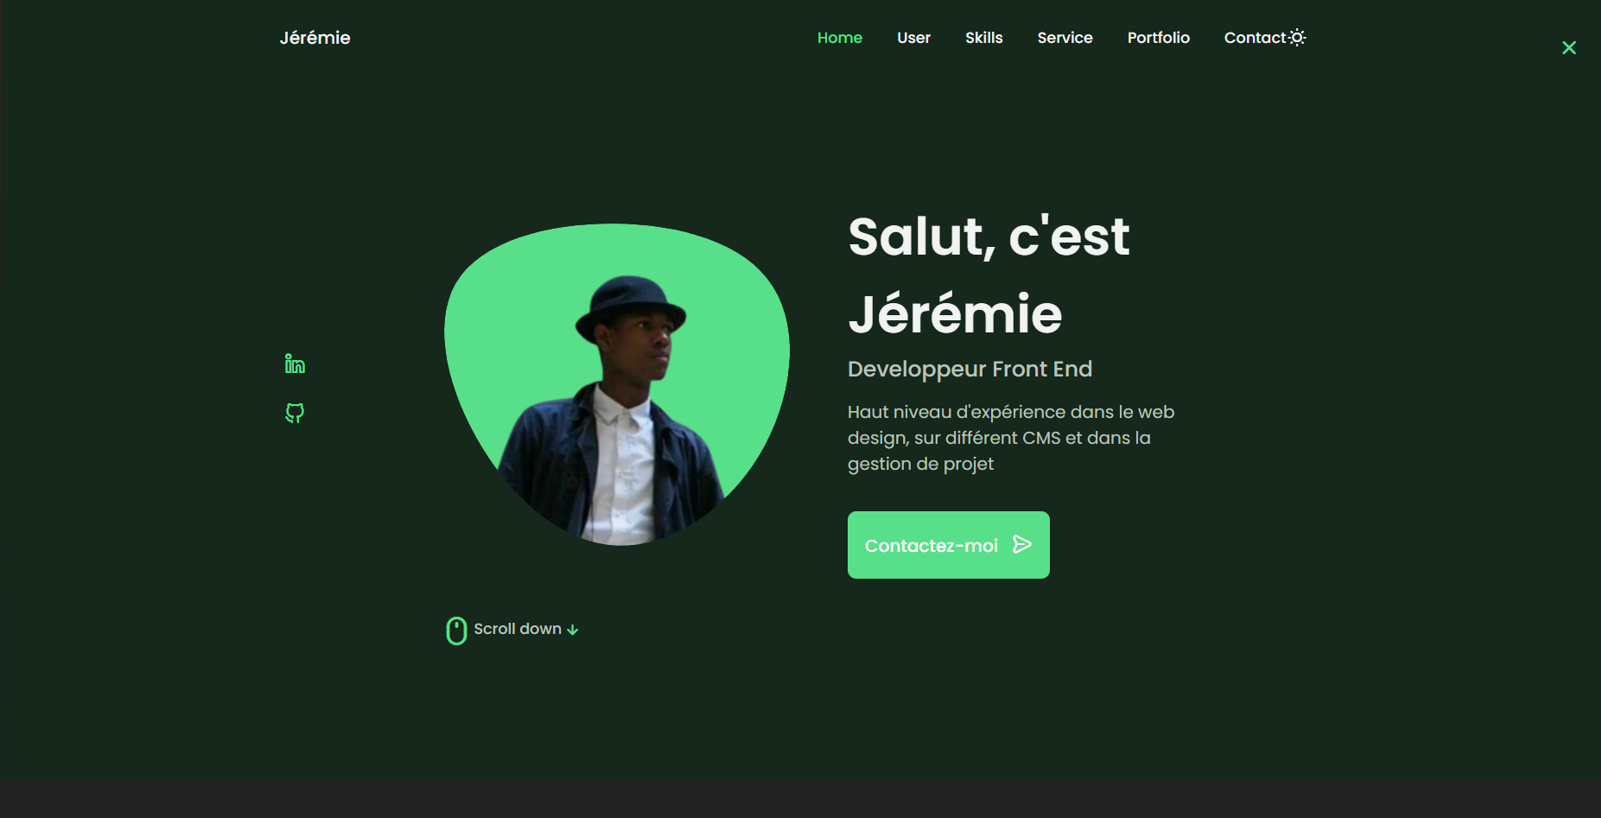 Jérémie
Home User Skills Service Portfolio Contact
Salut, c'est
Jérémie
Developpeur Front End
Haut niveau d'expérience dans le web
design, sur différent CMS et dans la
gestion de projet
Contactez-moi
Scroll down